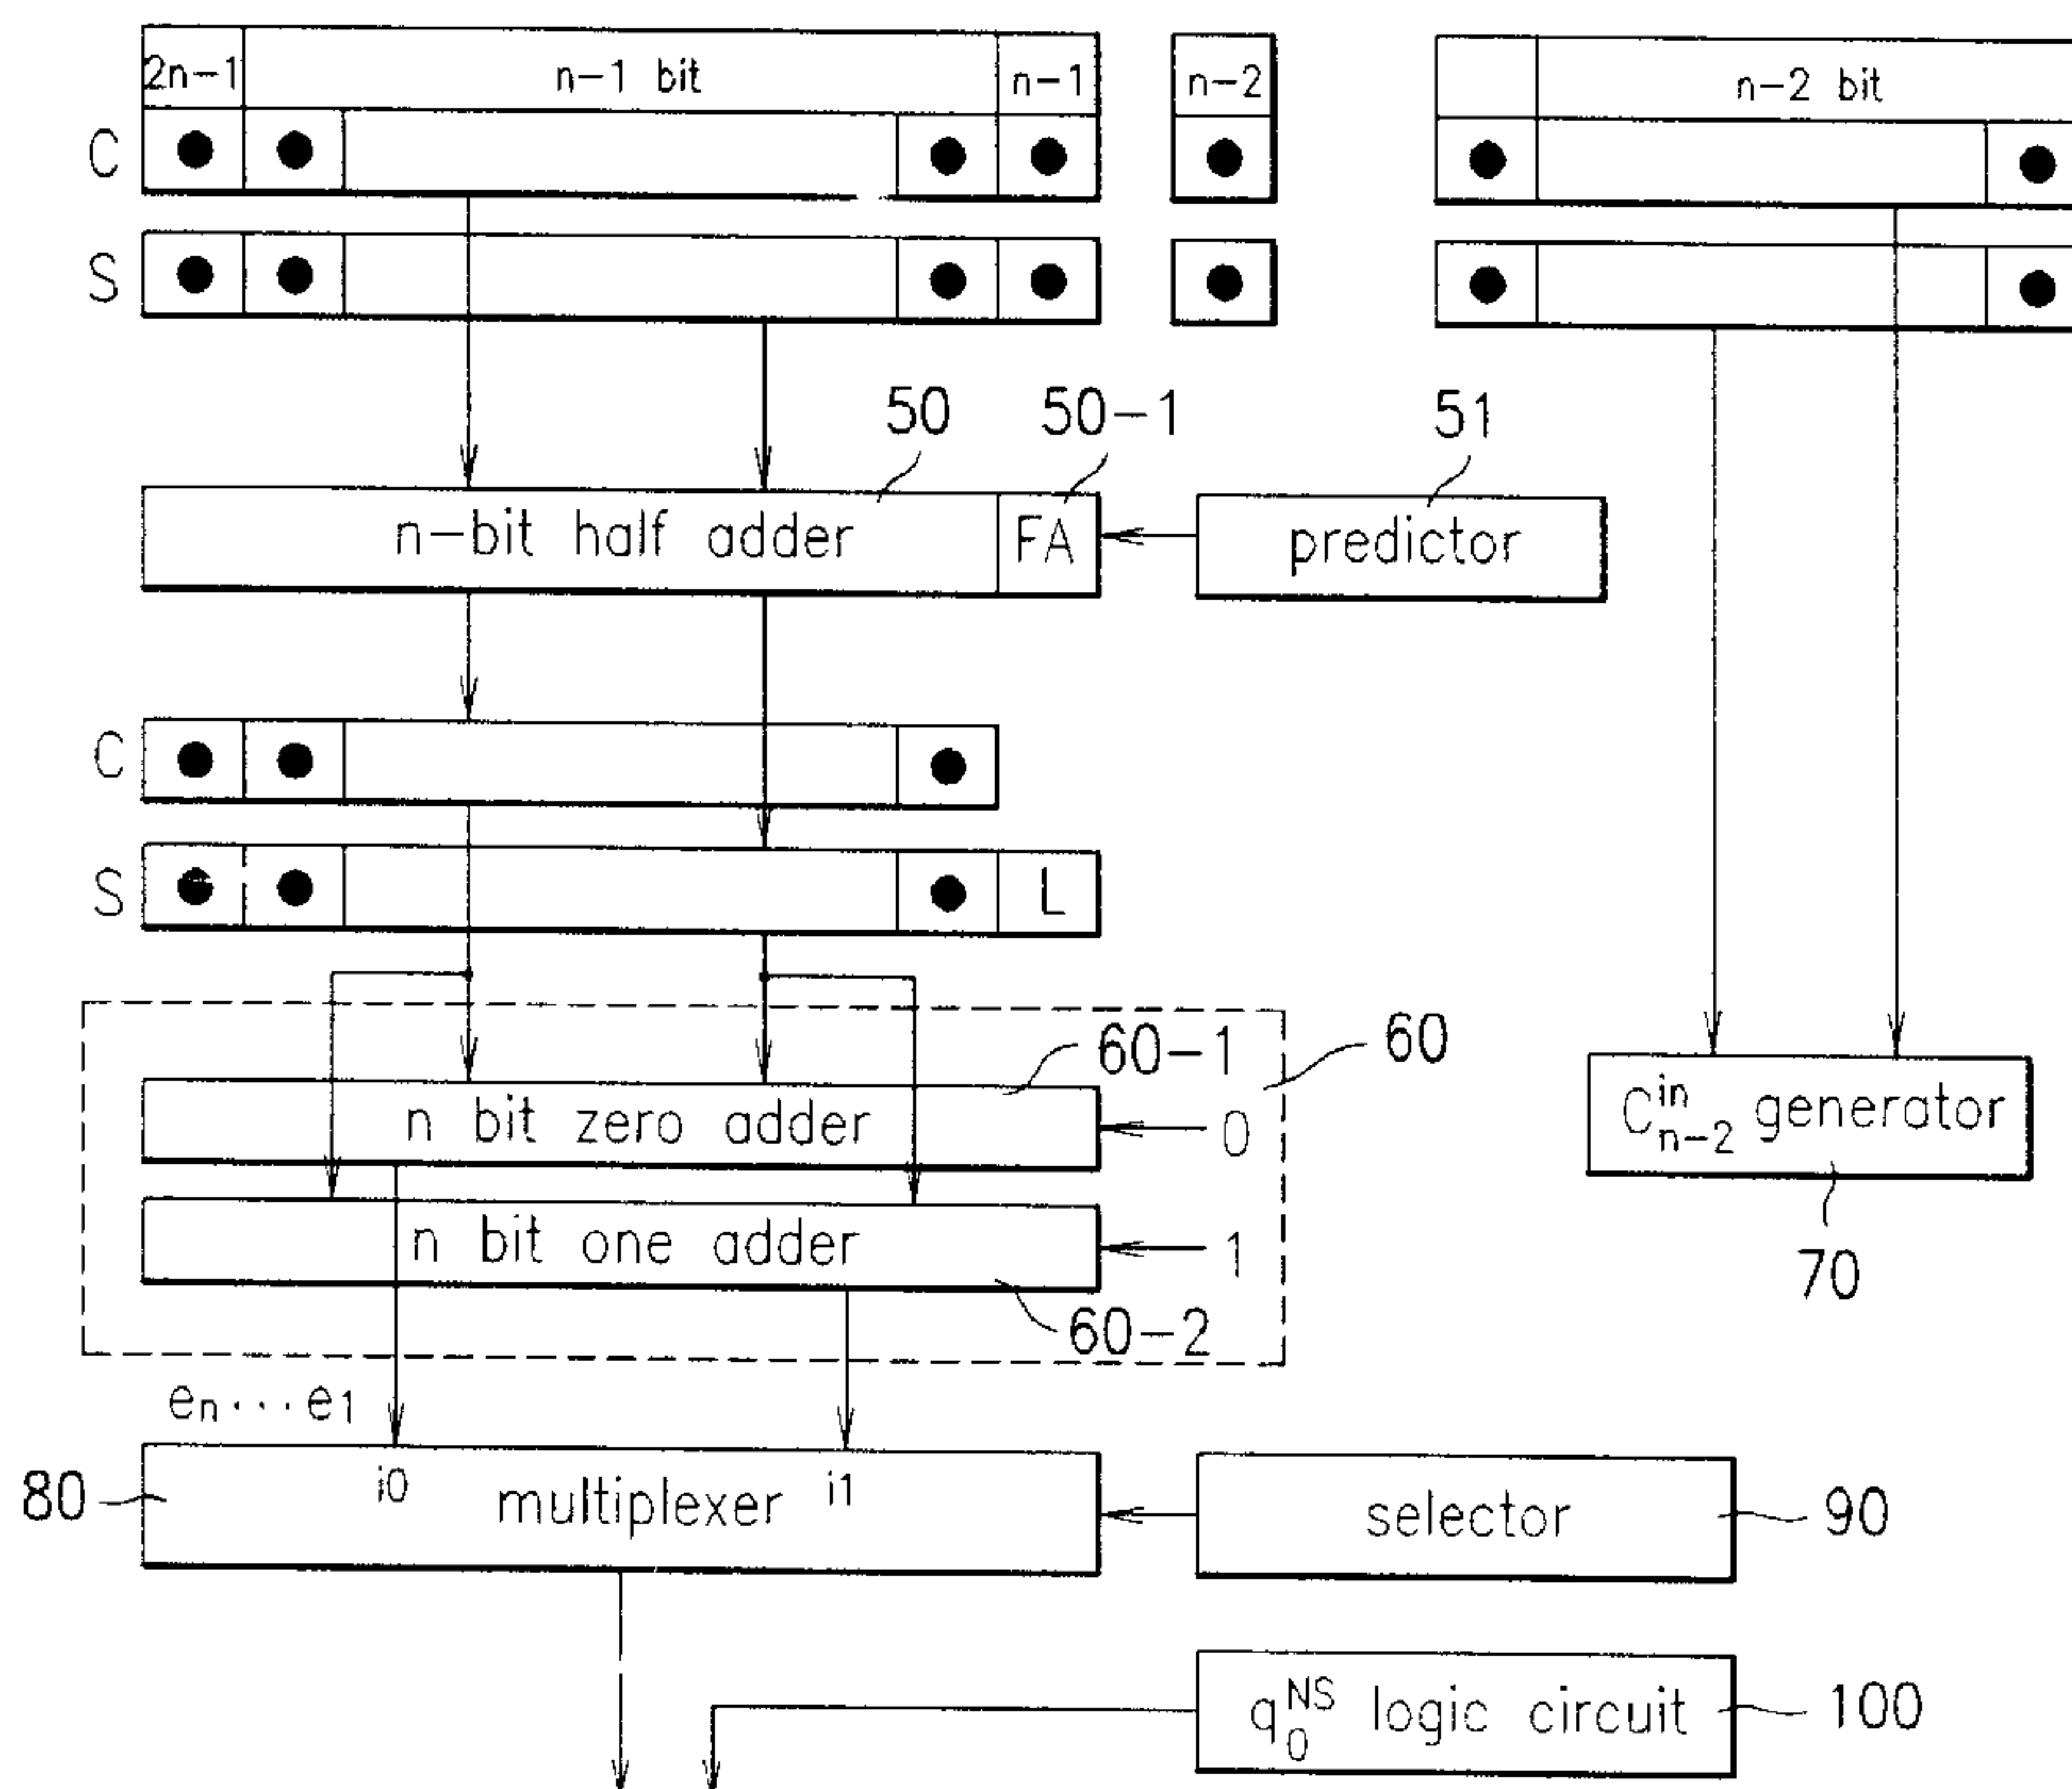 2n-1 n-1 bit n-1 n-2 n-2 bit
C
S
50 50-1 51
n-bit half adder FA predictor
C
S L
60-1 60
n bit zero adder 0
C in n-2 generator
n bit one adder 1
70
60-2
en···e1
80 i0 multiplexer i1 selector 90
q NS 0 logic circuit 100